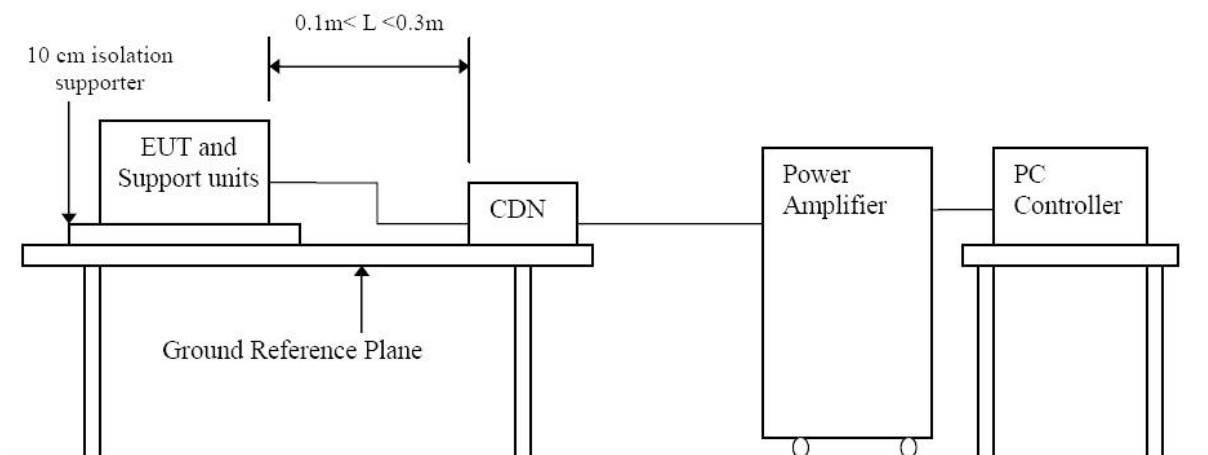 0.1m< L <0.3m
10 cm isolation
supporter
EUT and
Support units
CDN
Power
Amplifier
PC
Controller
Ground Reference Plane